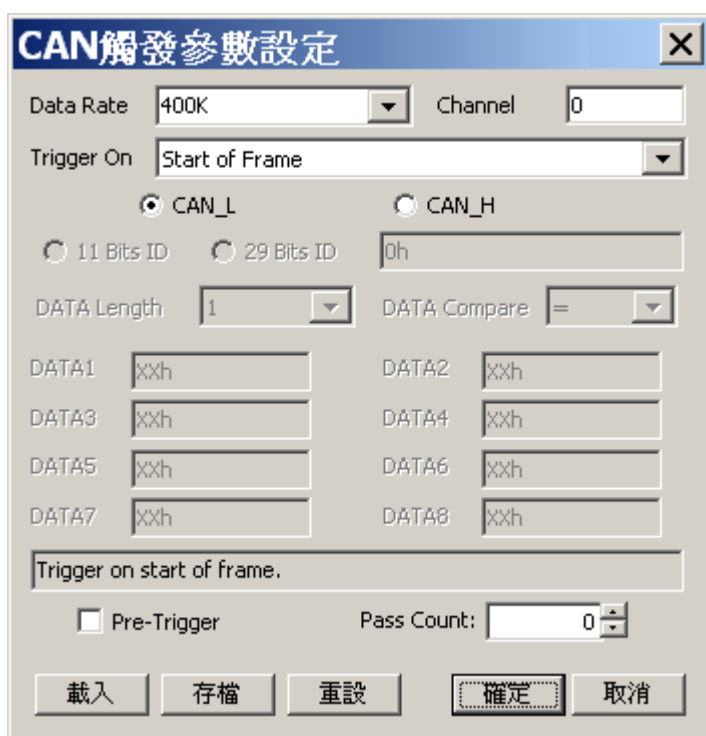 CAN觸發參數設定
Data Rate 400K Channel 0
Trigger On Start of Frame
CAN_L CAN_H
11 Bits ID 29 Bits ID 0h
DATA Length 1 DATA Compare =
DATA1 XXh DATA2 XXh
DATA3 XXh DATA4 XXh
DATA5 XXh DATA6 XXh
DATA7 XXh DATA8 XXh
Trigger on start of frame.
Pre-Trigger Pass Count: 0
載入 存檔 重設 確定 取消